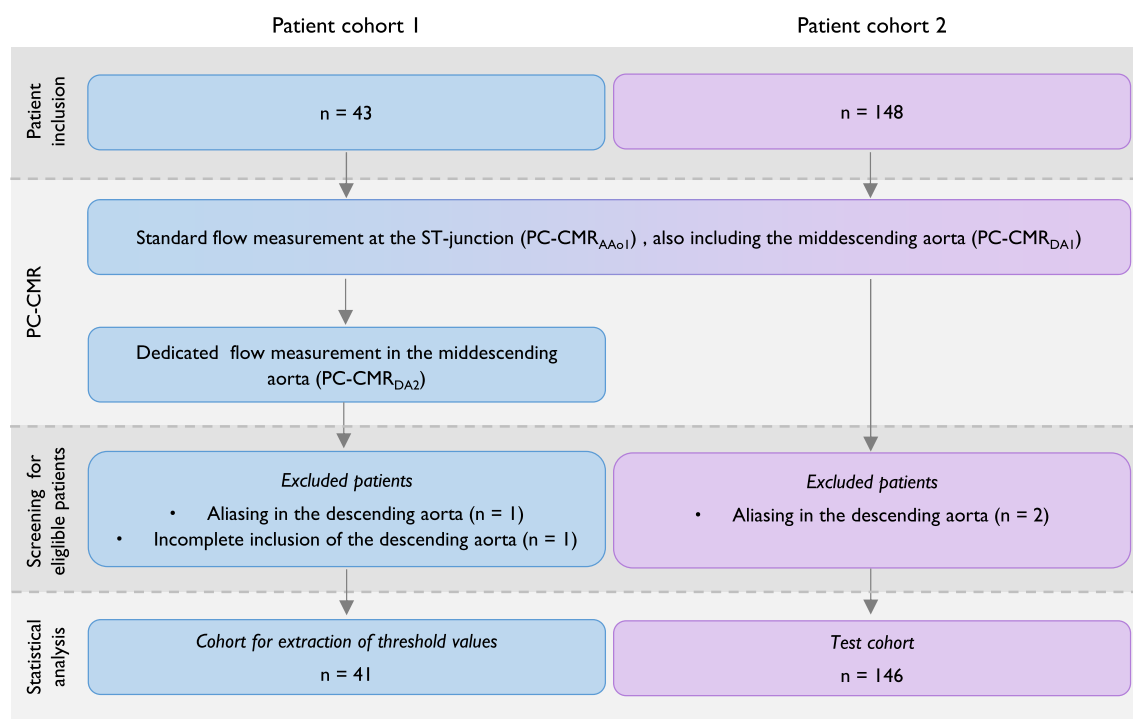 Patient cohort 1
Patient cohort 2
Patient
inclusion
n = 43
n = 148
PC-CMR
Standard flow measurement at the ST-junction (PC-CMRAAo1) , also including the middescending aorta (PC-CMRDA1)
Dedicated flow measurement in the middescending
aorta (PC-CMRDA2)
Screening for
eliglible patients
Excluded patients
• Aliasing in the descending aorta (n = 1)
• Incomplete inclusion of the descending aorta (n = 1)
Excluded patients
• Aliasing in the descending aorta (n = 2)
Statistical
analysis
Cohort for extraction of threshold values
n = 41
Test cohort
n = 146